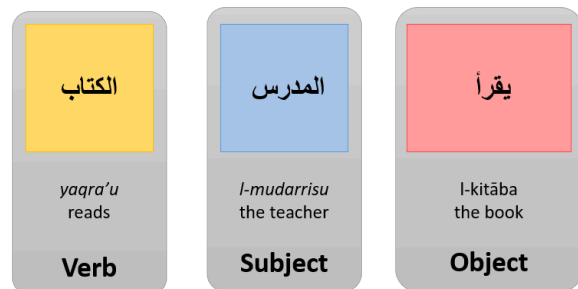 الكتاب
yaqra’u
reads
Verb
المدرس
l-mudarrisu
the teacher
Subject
يقرأ
l-kitāba
the book
Object